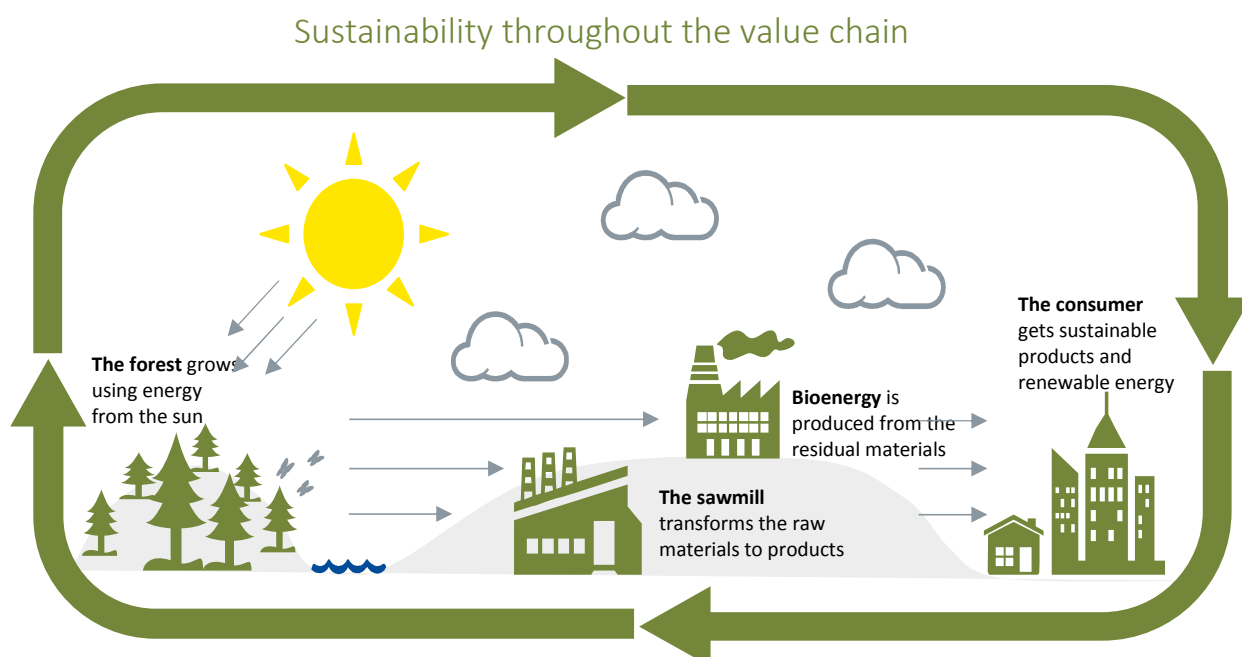 Sustainability throughout the value chain
The forest grows
using energy
from the sun
Bioenergy is
produced from the
residual materials
The sawmill
transforms the raw
materials to products
The consumer
gets sustainable
products and
renewable energy